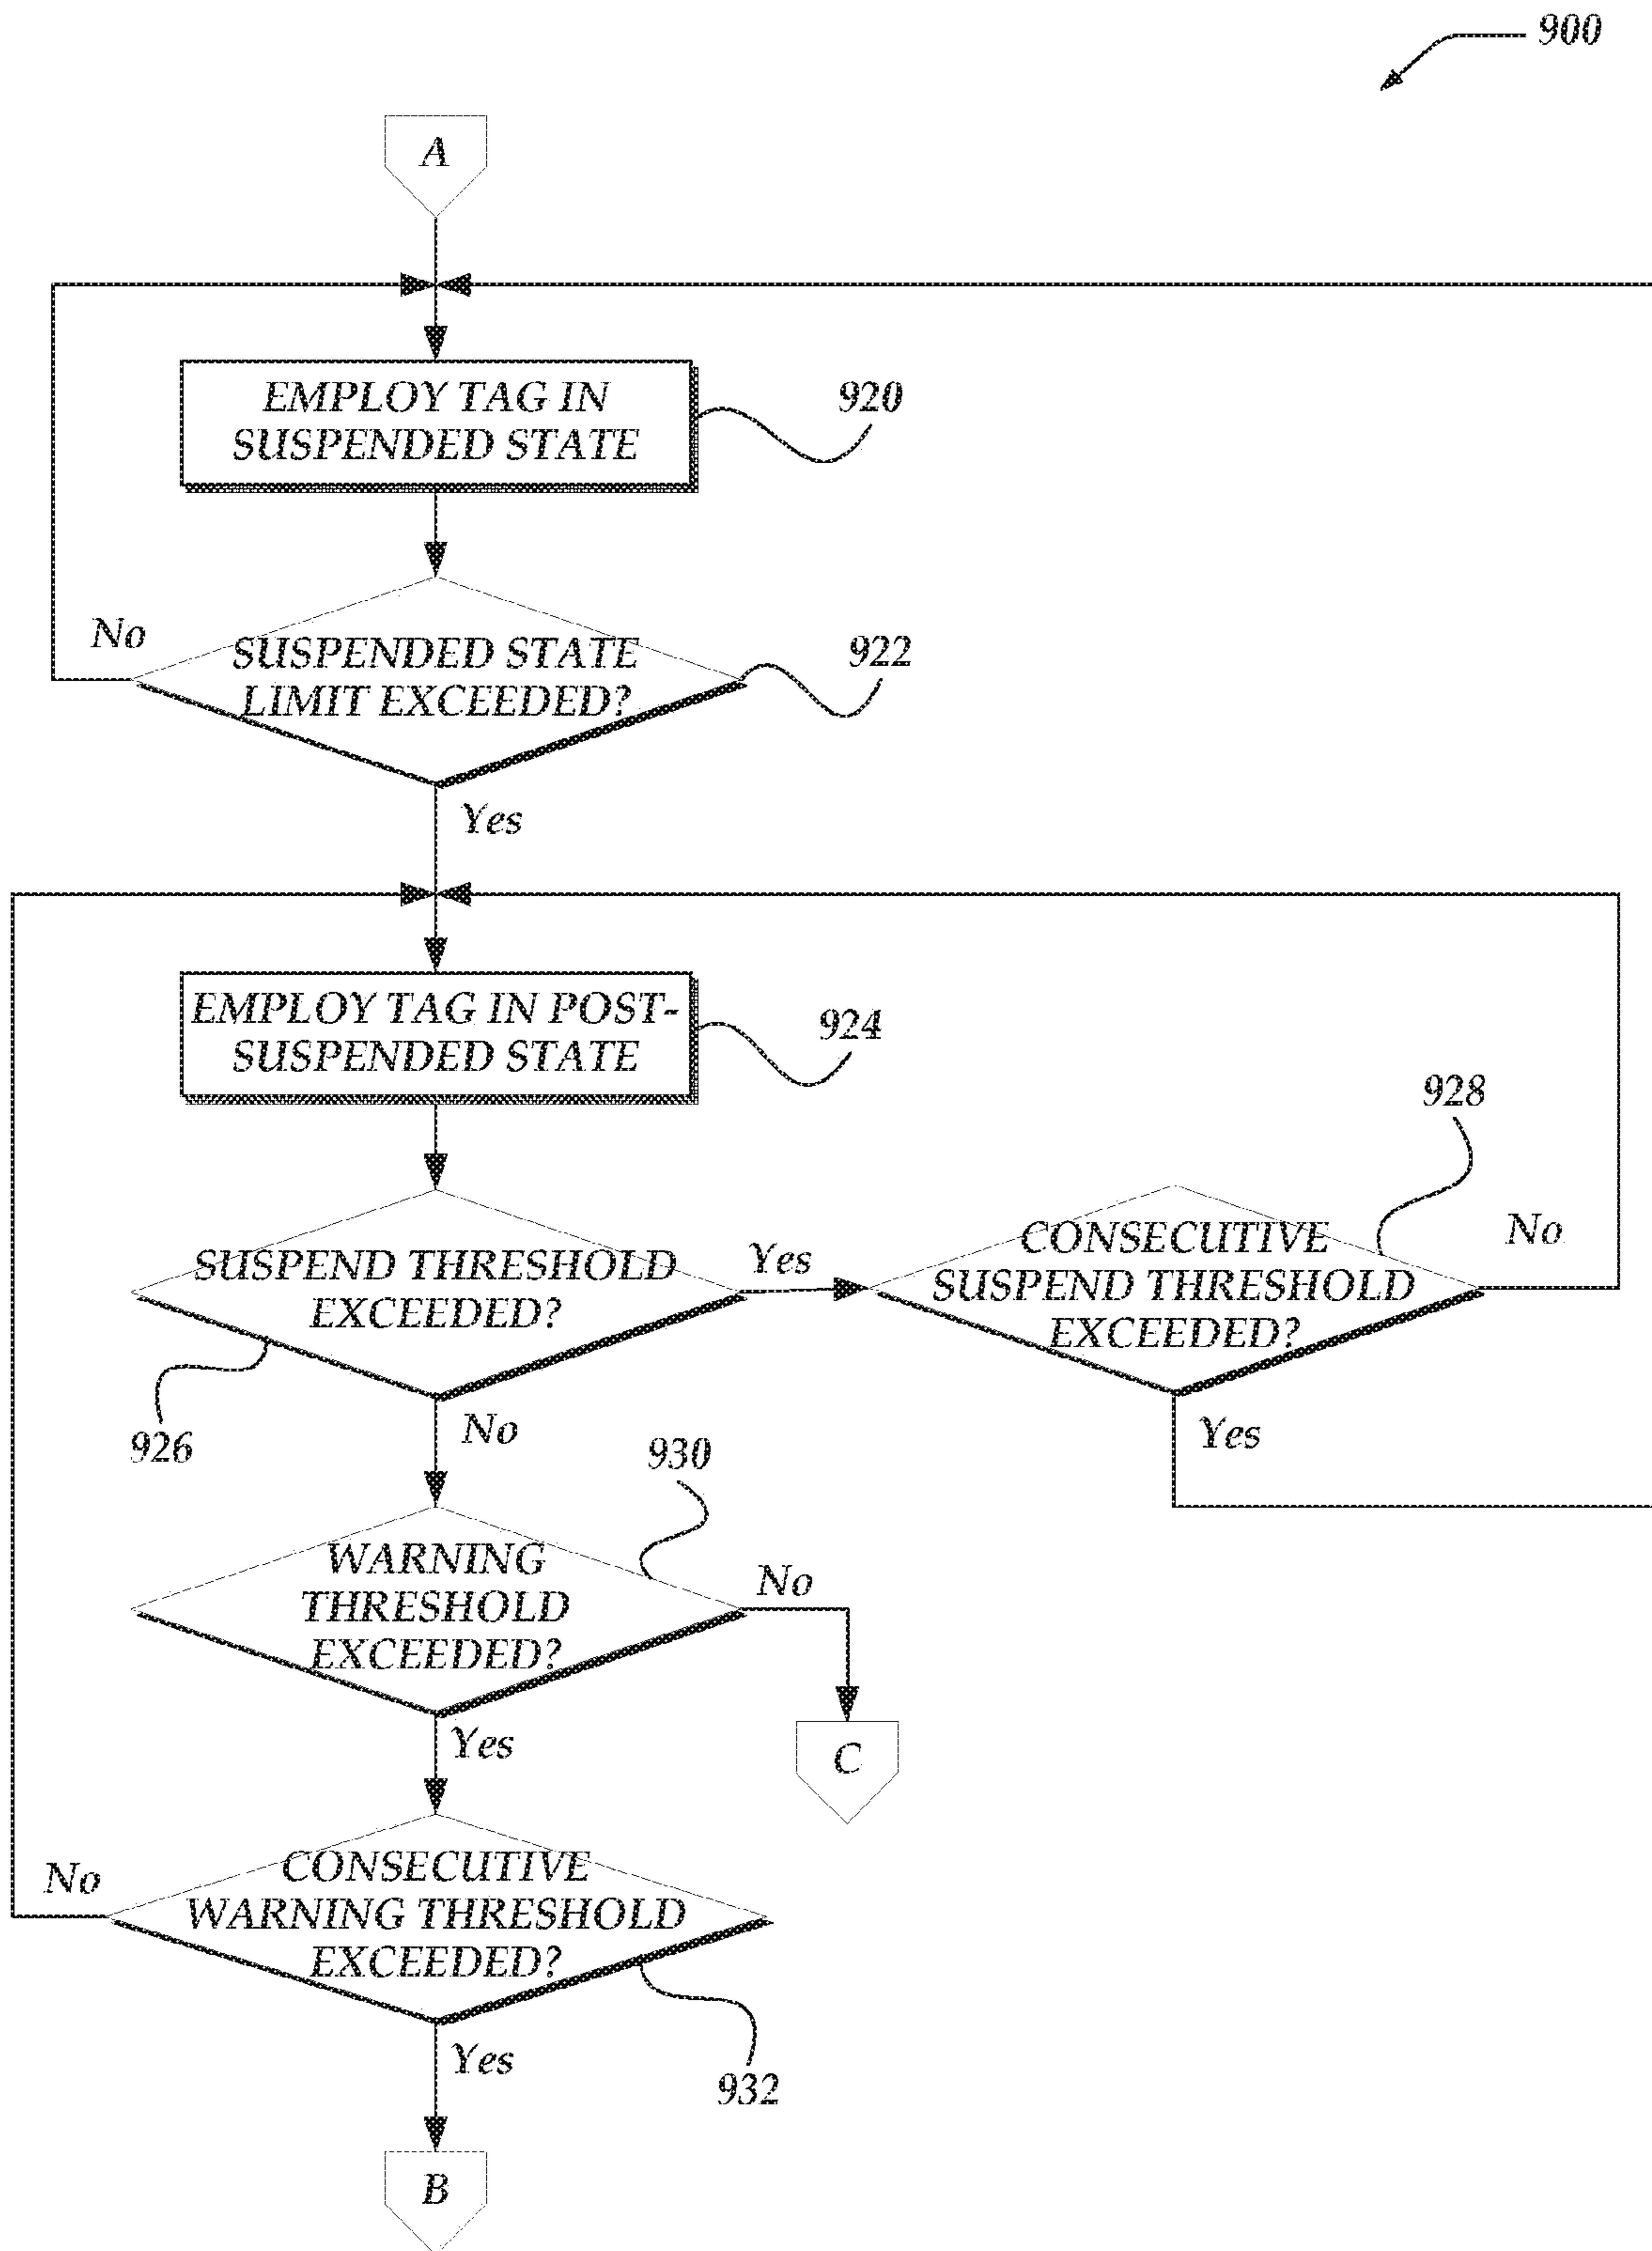 900
A
EMPLOY TAG IN
SUSPENDED STATE
920
No
SUSPENDED STATE
LIMIT EXCEEDED?
922
Yes
EMPLOY TAG IN POST-
SUSPENDED STATE
924
928
SUSPEND THRESHOLD
EXCEEDED?
Yes
CONSECUTIVE
SUSPEND THRESHOLD
EXCEEDED?
No
926
No
Yes
930
WARNING
THRESHOLD
EXCEEDED?
No
Yes
C
No
CONSECUTIVE
WARNING THRESHOLD
EXCEEDED?
Yes
932
B